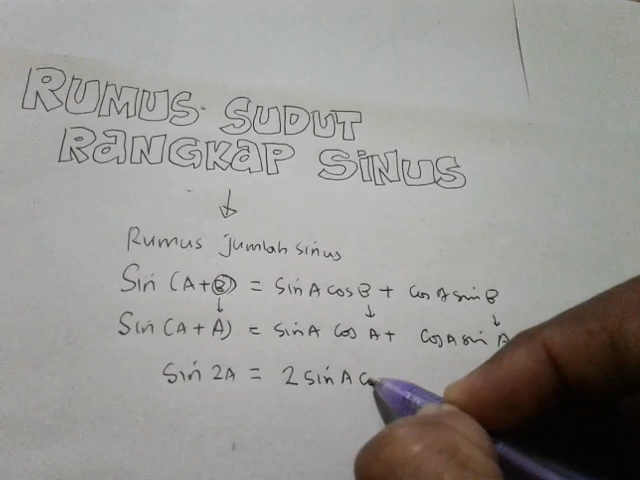 RUMUS SUDUT
RANGKAP SINUS
Rumus jumlah sinus
Sin (A+B) = sin A cos B + cos A sin B
Sin (A + A) = sin A cos A + cos A sin A
Sin 2A = 2 sin A co